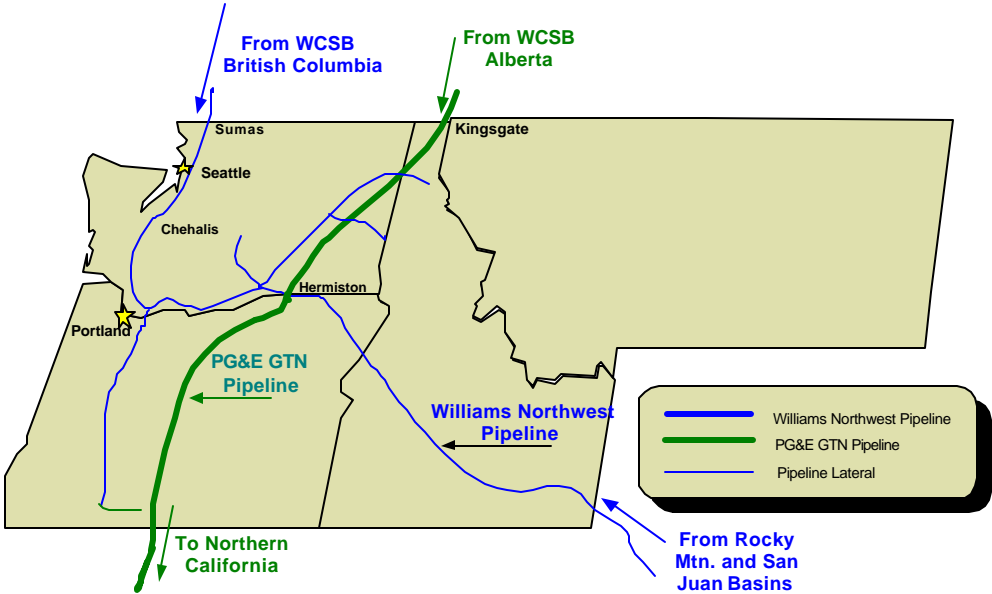 From WCSB
British Columbia
From WCSB
Alberta
Sumas
Kingsgate
Seattle
Chehalis
Hermiston
Portland
PG&E GTN
Pipeline
Williams Northwest
Pipeline
Williams Northwest Pipeline
PG&E GTN Pipeline
Pipeline Lateral
To Northern
California
From Rocky
Mtn. and San
Juan Basins